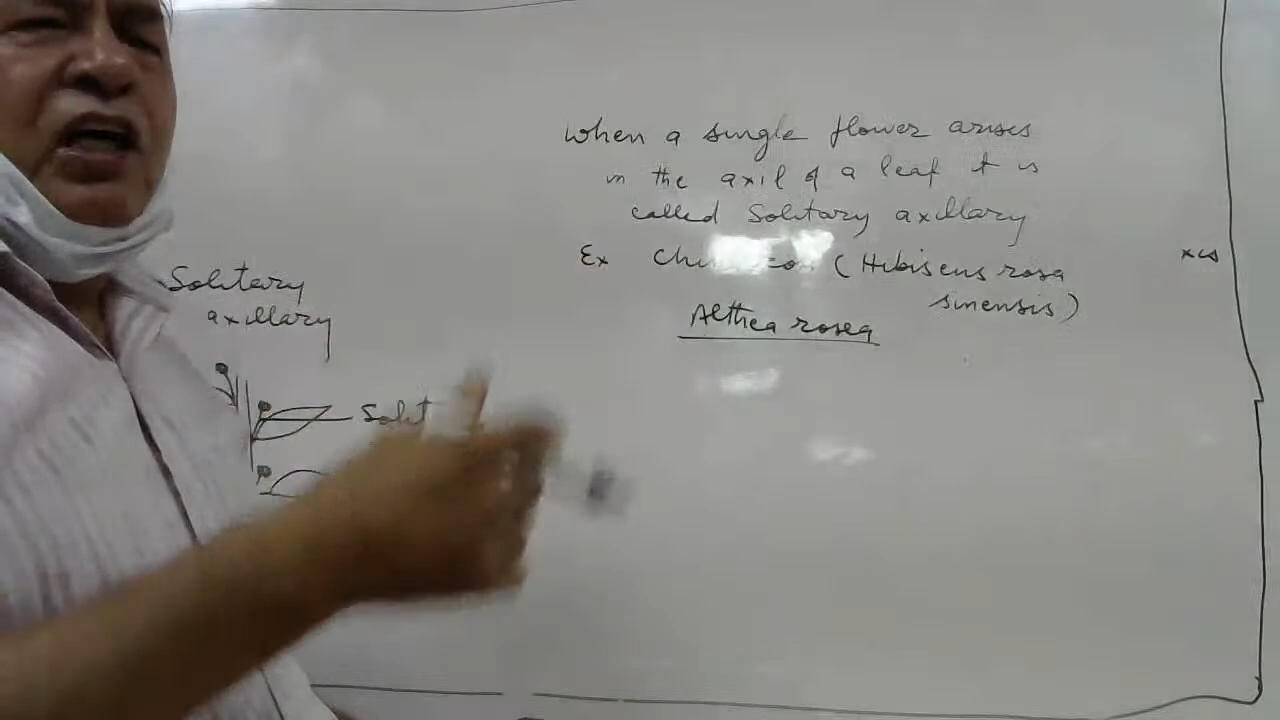 When a single flower arises
in the axil of a leaf it is
called Solitary axillary
Ex (Hibiscus rosa
sinensis)
Althea rosea
Solitary
axillary
Solit